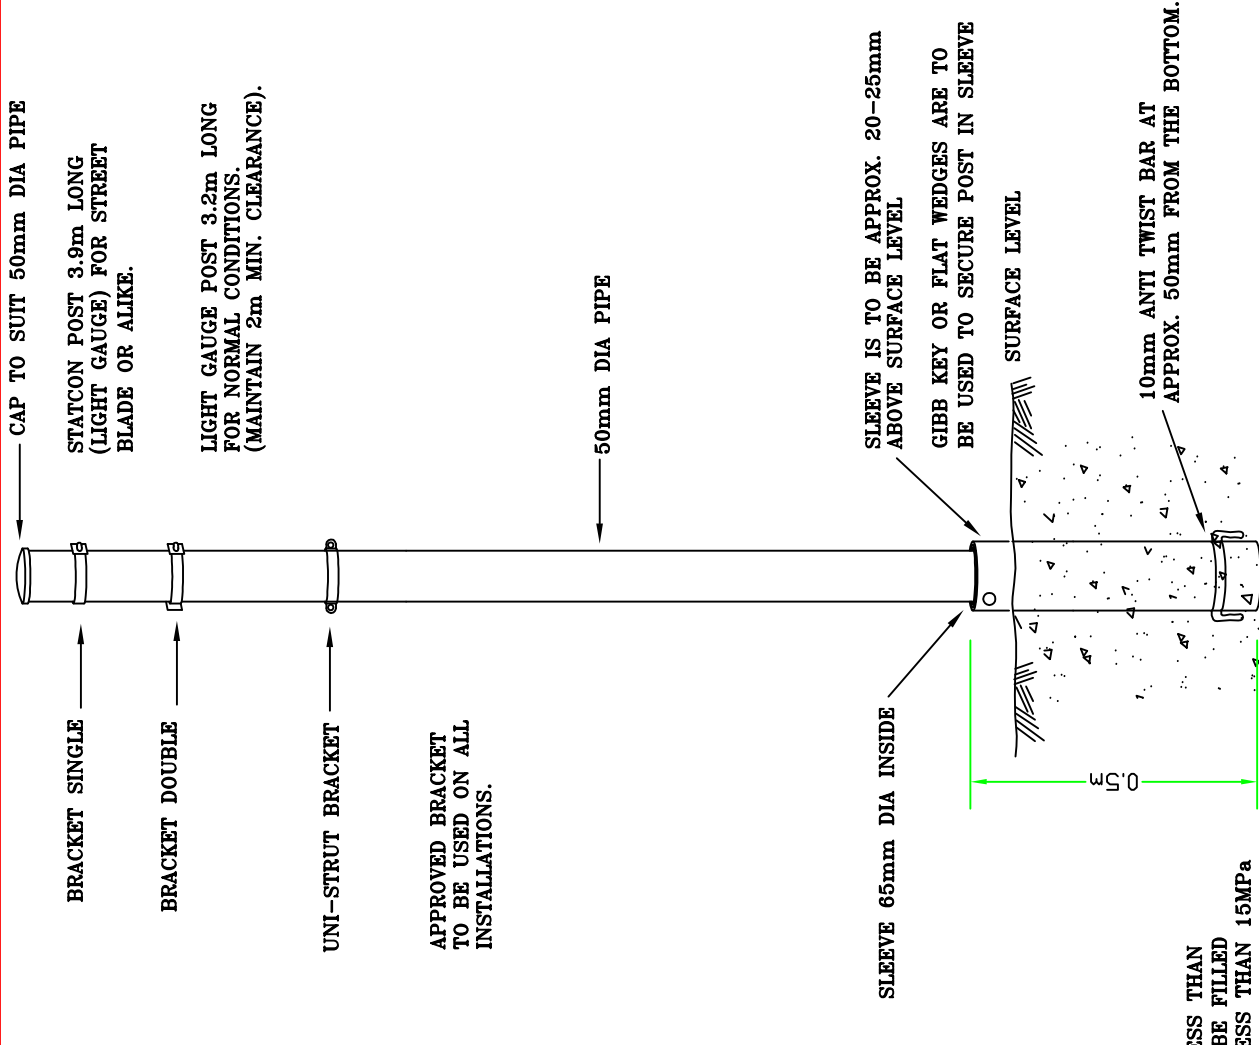 CAP TO SUIT 50mm DIA PIPE
STATCON POST 3.9m LONG
(LIGHT GAUGE) FOR STREET
BLADE OR ALIKE.
LIGHT GAUGE POST 3.2m LONG
FOR NORMAL CONDITIONS.
(MAINTAIN 2m MIN. CLEARANCE).
50mm DIA PIPE
SLEEVE IS TO BE APPROX. 20-25mm
ABOVE SURFACE LEVEL
GIBB KEY OR FLAT WEDGES ARE TO
BE USED TO SECURE POST IN SLEEVE
SURFACE LEVEL
10mm ANTI TWIST BAR AT
APPROX. 50mm FROM THE BOTTOM.
BRACKET SINGLE
BRACKET DOUBLE
UNI-STRUT BRACKET
APPROVED BRACKET
TO BE USED ON ALL
INSTALLATIONS.
SLEEVE 65mm DIA INSIDE
0.5m
ESS THAN
BE FILLED
ESS THAN 15MPa